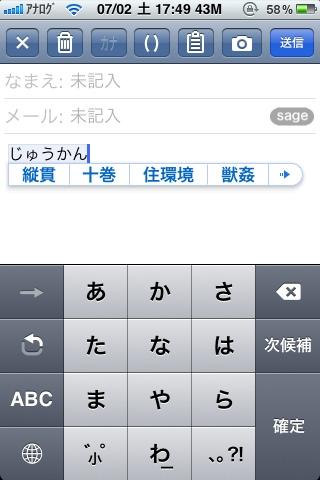 アナログ 07/02 土 17:49 43M 58%
カナ ( ) 送信
なまえ: 未記入
メール: 未記入 sage
じゅうかん
縦貫 十巻 住環境 獣姦
→ あ か さ
た な は 次候補
ABC ま や ら 確定
゛゜小 わ 、。?!